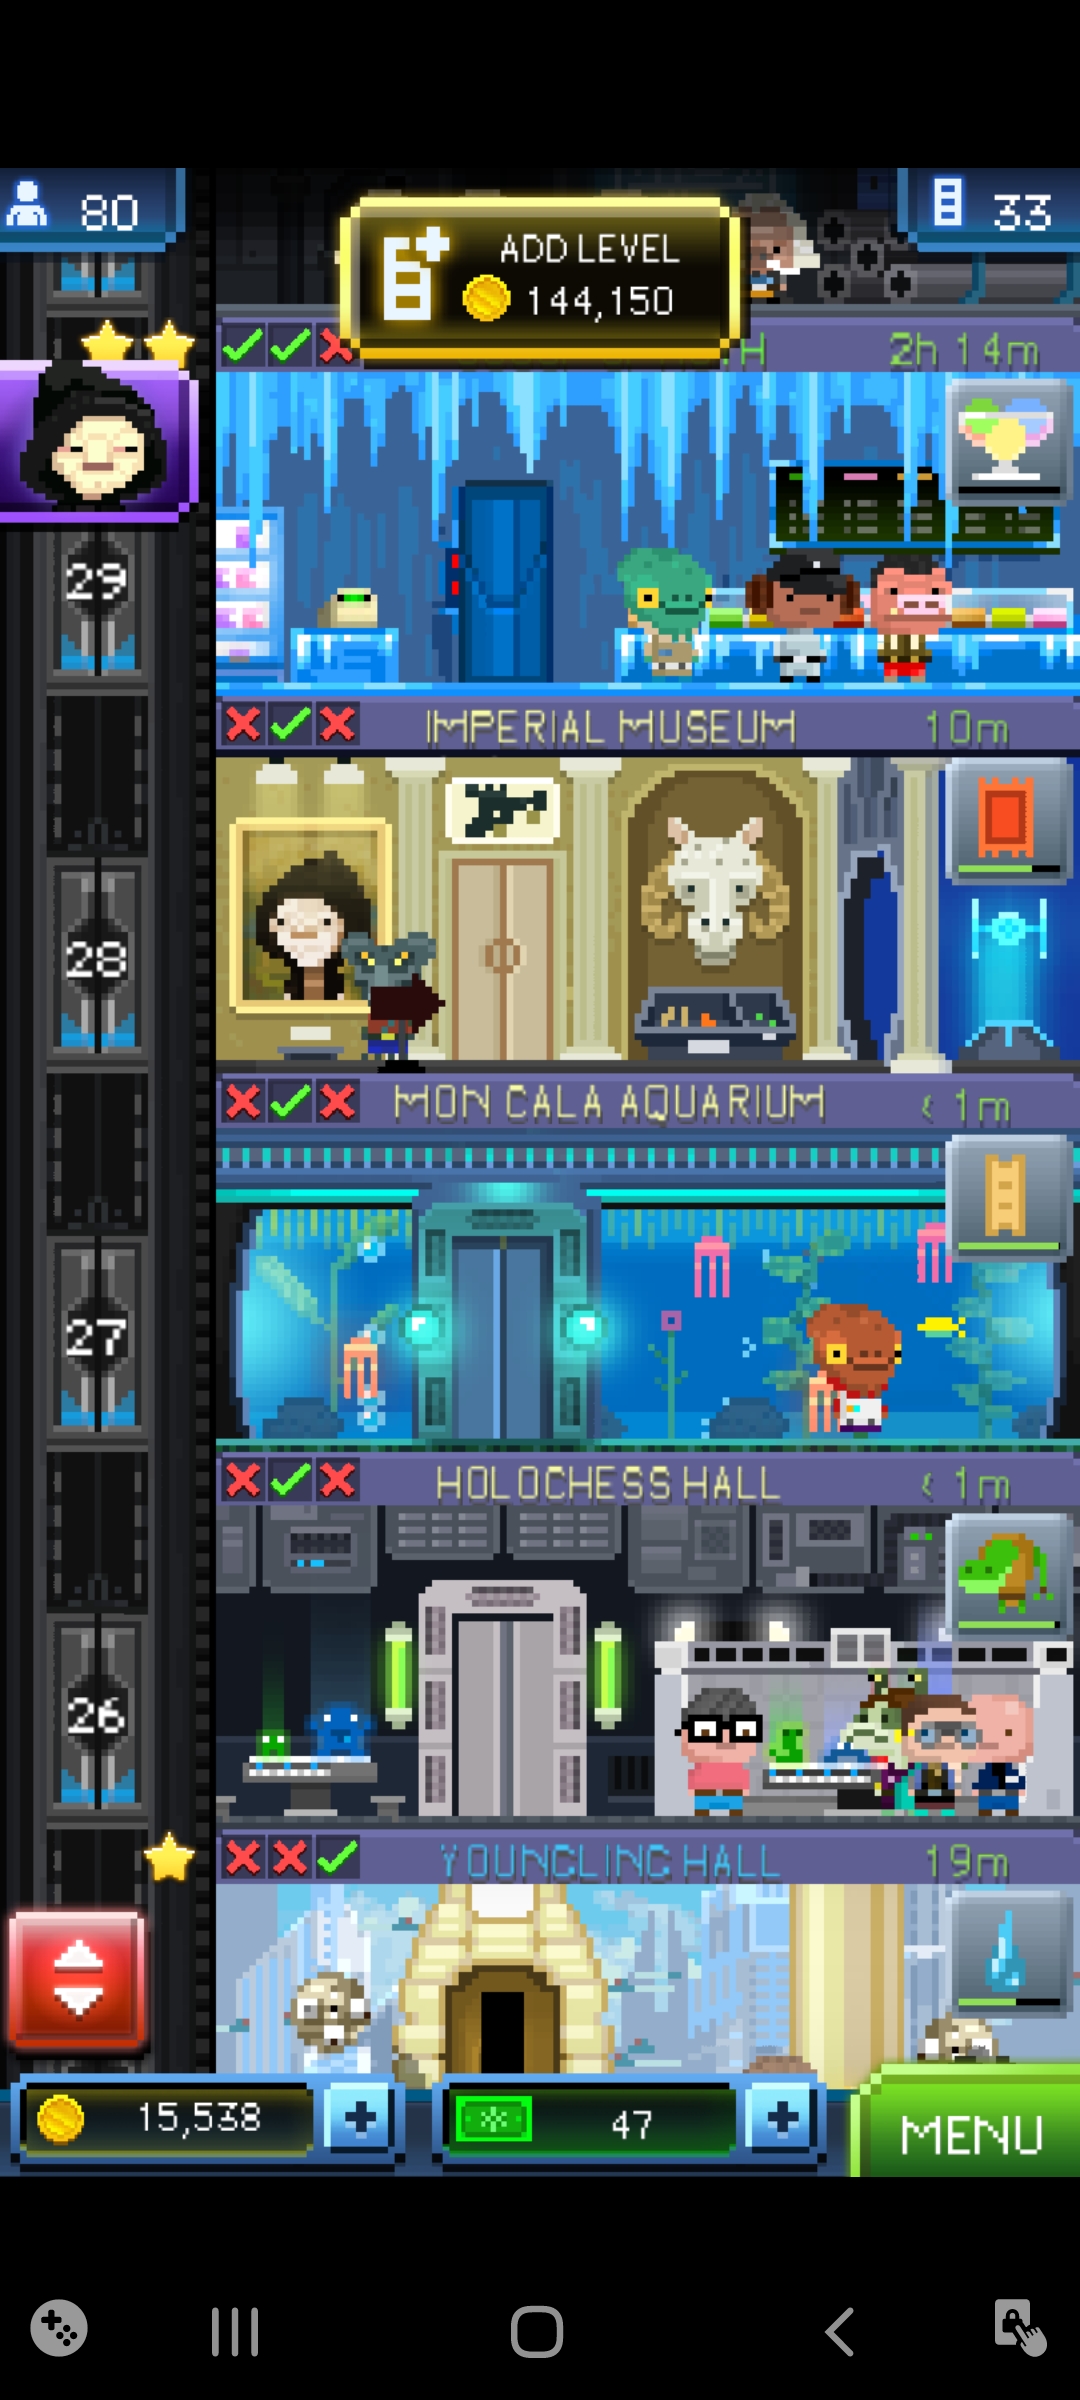 80
33
ADD LEVEL
144,150
H
2h 14m
29
IMPERIAL MUSEUM
10m
28
MON CALA AQUARIUM
< 1m
27
HOLOCHESS HALL
< 1m
26
YOUNGLING HALL
19m
15,538
47
MENU